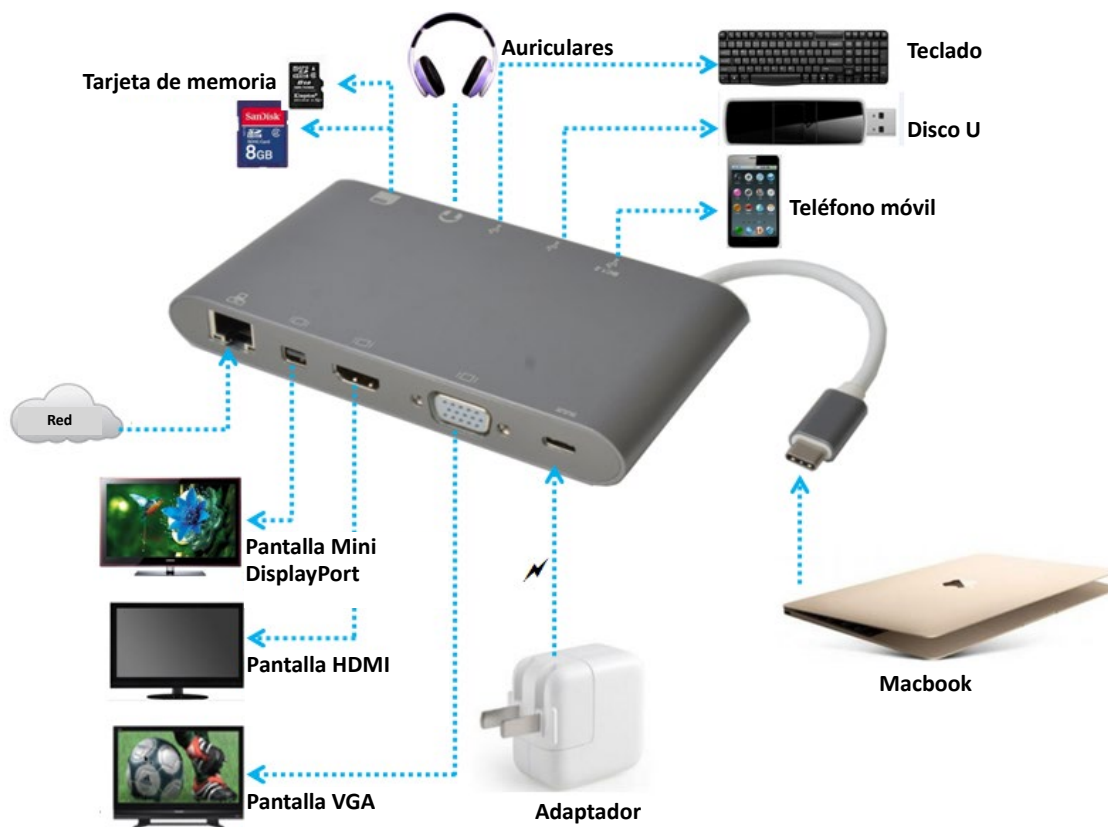 Auriculares
Teclado
Tarjeta de memoria
SanDisk
8GB
Disco U
Teléfono móvil
Red
Pantalla Mini
DisplayPort
Pantalla HDMI
Pantalla VGA
Adaptador
Macbook